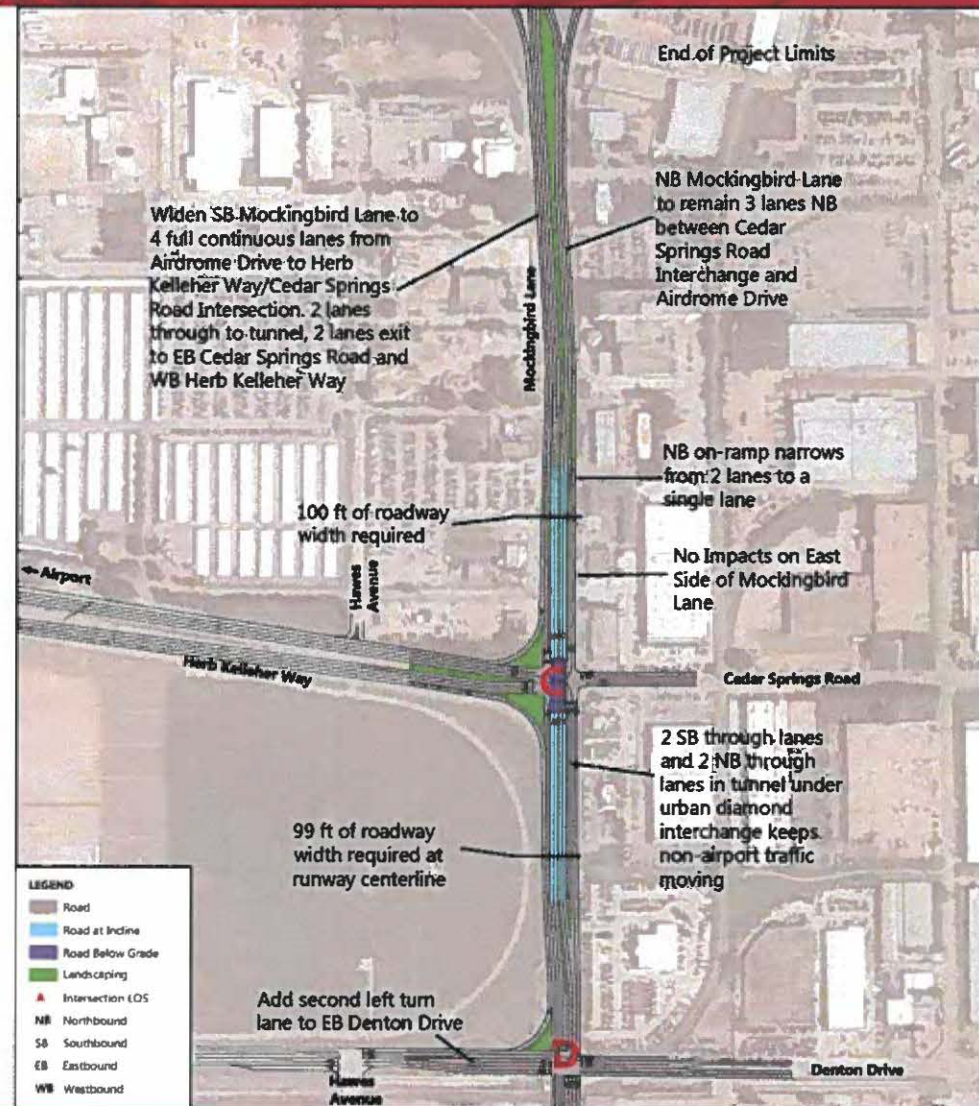 End of Project Limits
NB Mockingbird Lane
to remain 3 lanes NB
between Cedar
Springs Road
Interchange and
Airdrome Drive
Widen SB Mockingbird Lane to
4 full continuous lanes from
Airdrome Drive to Herb
Kelleher Way/Cedar Springs
Road Intersection. 2 lanes
through to tunnel, 2 lanes exit
to EB Cedar Springs Road and
WB Herb Kelleher Way
Mockingbird Lane
NB on-ramp narrows
from 2 lanes to a
single lane
100 ft of roadway
width required
No Impacts on East
Side of Mockingbird
Lane
Airport
Hawes
Avenue
Herb Kelleher Way
C
Cedar Springs Road
2 SB through lanes
and 2 NB through
lanes in tunnel under
urban diamond
interchange keeps
non-airport traffic
moving
99 ft of roadway
width required at
runway centerline
LEGEND
Road
Road at Incline
Road Below Grade
Landscaping
A Intersection LOS
NB Northbound
SB Southbound
EB Eastbound
WB Westbound
Add second left turn
lane to EB Denton Drive
D
Denton Drive
Hawes
Avenue